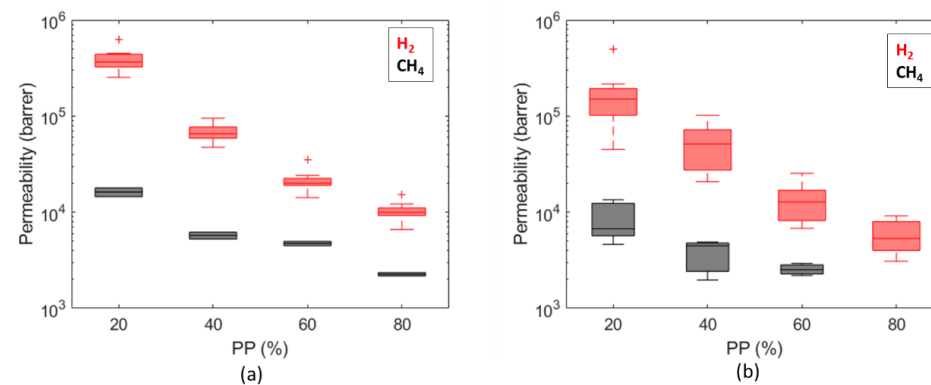 10⁶
10⁵
10⁴
10³
Permeability (barrer)
H₂
CH₄
20 40 60 80
PP (%)
(a)
10⁶
10⁵
10⁴
10³
Permeability (barrer)
H₂
CH₄
20 40 60 80
PP (%)
(b)